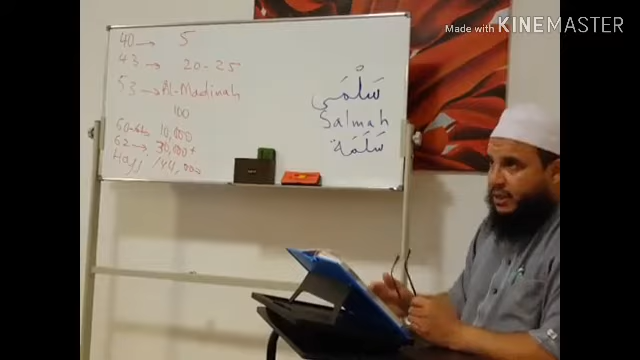 Made with KINEMASTER
40 → 5
43 → 20-25
53 → Al-Madinah
100
60 → 10,000
62 → 30,000+
Hajj 144,000
سَلْمَى
Salmah
سَلَمَة